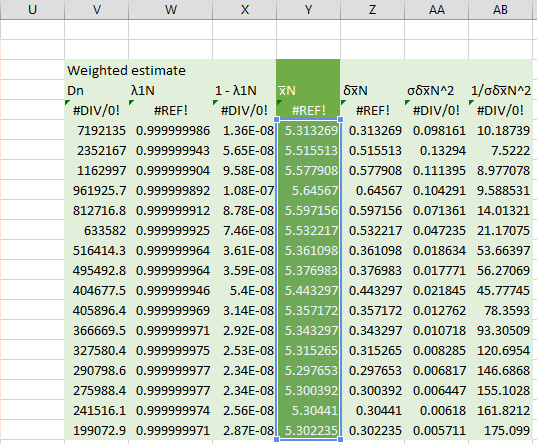 U V W X Y Z AA AB
Weighted estimate
Dn λ1N 1 - λ1N x̅N δx̅N σδx̅N^2 1/σδx̅N^2
#DIV/0! #REF! #DIV/0! #REF! #REF! #DIV/0! #DIV/0!
7192135 0.999999986 1.36E-08 5.313269 0.313269 0.098161 10.18739
2352167 0.999999943 5.65E-08 5.515513 0.515513 0.13294 7.5222
1162997 0.999999904 9.58E-08 5.577908 0.577908 0.111395 8.977078
961925.7 0.999999892 1.08E-07 5.64567 0.64567 0.104291 9.588531
812716.8 0.999999912 8.78E-08 5.597156 0.597156 0.071361 14.01321
633582 0.999999925 7.46E-08 5.532217 0.532217 0.047235 21.17075
516414.3 0.999999964 3.61E-08 5.361098 0.361098 0.018634 53.66397
495492.8 0.999999964 3.59E-08 5.376983 0.376983 0.017771 56.27069
404677.5 0.999999946 5.4E-08 5.443297 0.443297 0.021845 45.77745
405896.4 0.999999969 3.14E-08 5.357172 0.357172 0.012762 78.3593
366669.5 0.999999971 2.92E-08 5.343297 0.343297 0.010718 93.30509
327580.4 0.999999975 2.53E-08 5.315265 0.315265 0.008285 120.6954
290798.6 0.999999977 2.34E-08 5.297653 0.297653 0.006817 146.6868
275988.4 0.999999977 2.34E-08 5.300392 0.300392 0.006447 155.1028
241516.1 0.999999974 2.56E-08 5.30441 0.30441 0.00618 161.8212
199072.9 0.999999971 2.87E-08 5.302235 0.302235 0.005711 175.099